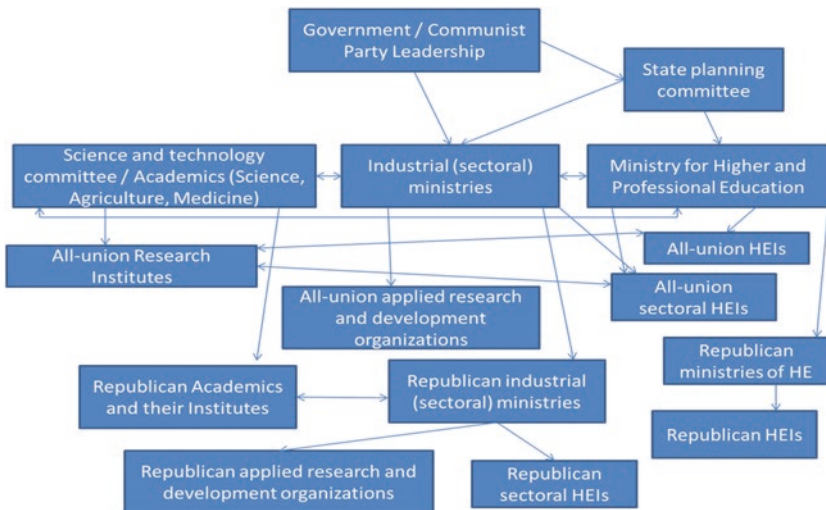 Government / Communist
Party Leadership
State planning
committee
Science and technology
committee / Academics (Science,
Agriculture, Medicine)
Industrial (sectoral)
ministries
Ministry for Higher and
Professional Education
All-union Research
Institutes
All-union HEIs
All-union applied research
and development
organizations
All-union
sectoral HEIs
Republican Academics
and their Institutes
Republican industrial
(sectoral) ministries
Republican
ministries of HE
Republican HEIs
Republican applied research and
development organizations
Republican
sectoral HEIs